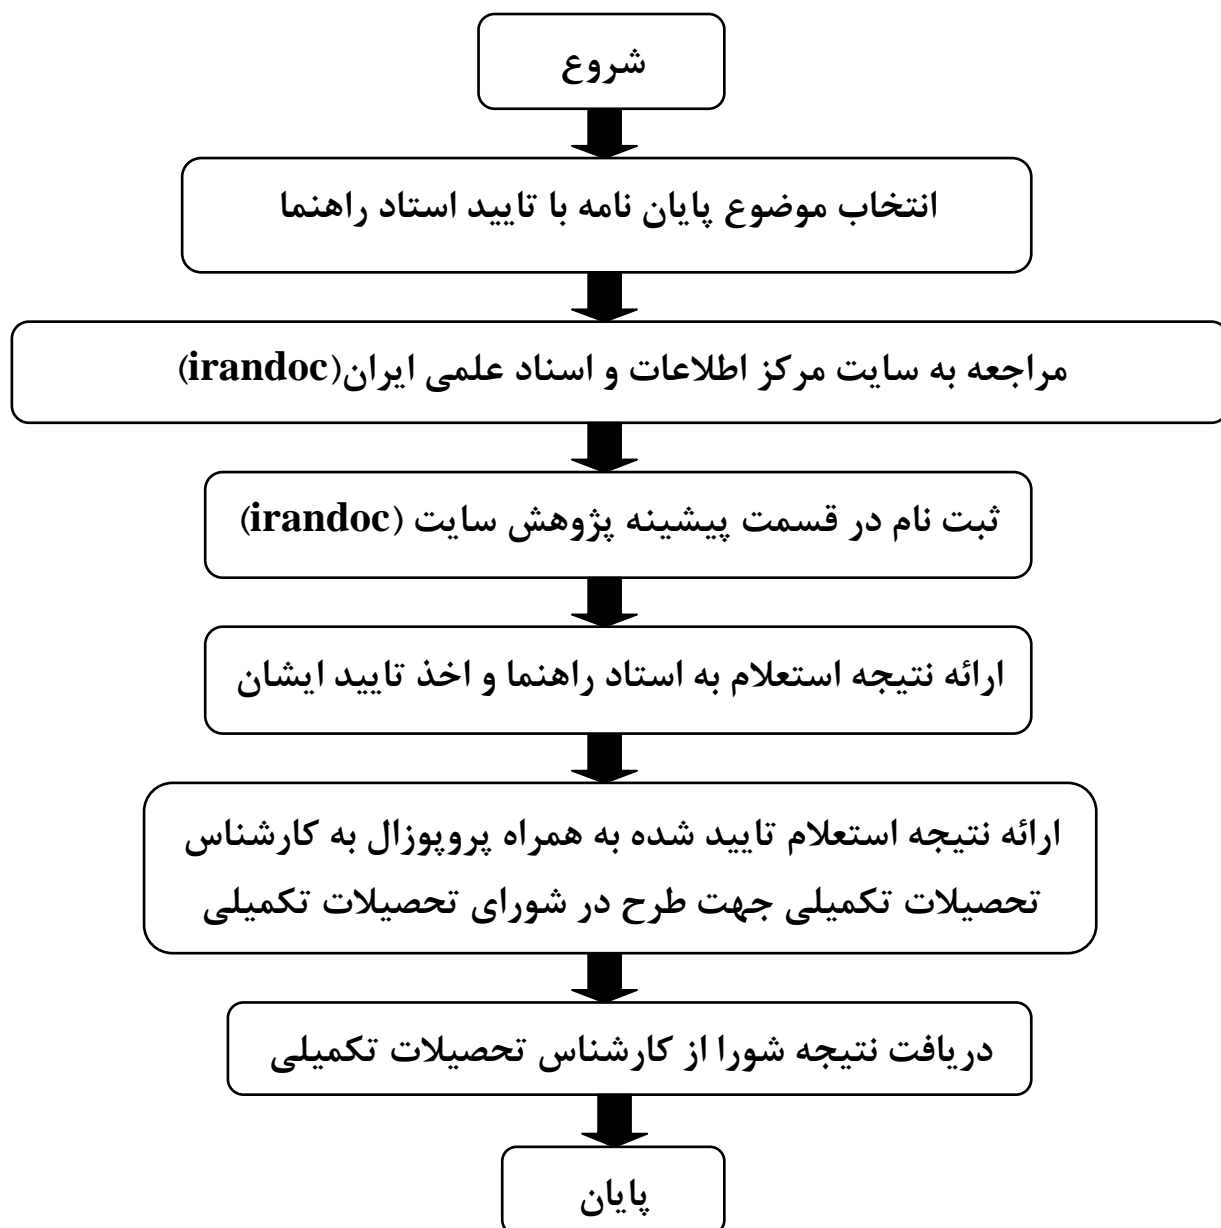 شروع
انتخاب موضوع پایان نامه با تایید استاد راهنما
مراجعه به سایت مرکز اطلاعات و اسناد علمی ایران(irandoc)
ثبت نام در قسمت پیشینه پژوهش سایت (irandoc)
ارائه نتیجه استعلام به استاد راهنما و اخذ تایید ایشان
ارائه نتیجه استعلام تایید شده به همراه پروپوزال به کارشناس
تحصیلات تکمیلی جهت طرح در شورای تحصیلات تکمیلی
دریافت نتیجه شورا از کارشناس تحصیلات تکمیلی
پایان